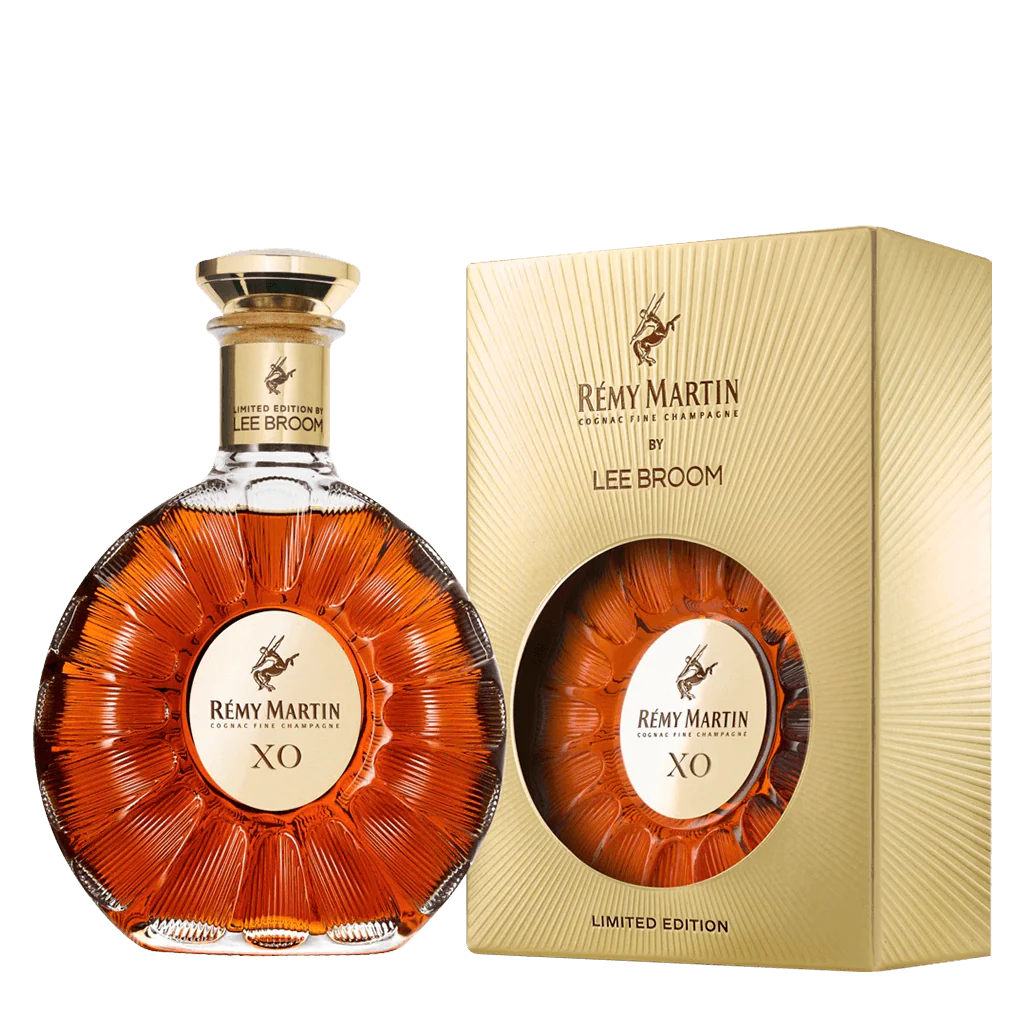 LIMITED EDITION BY
LEE BROOM
RÉMY MARTIN
COGNAC FINE CHAMPAGNE
XO
RÉMY MARTIN
COGNAC FINE CHAMPAGNE
BY
LEE BROOM
RÉMY MARTIN
COGNAC FINE CHAMPAGNE
XO
LIMITED EDITION